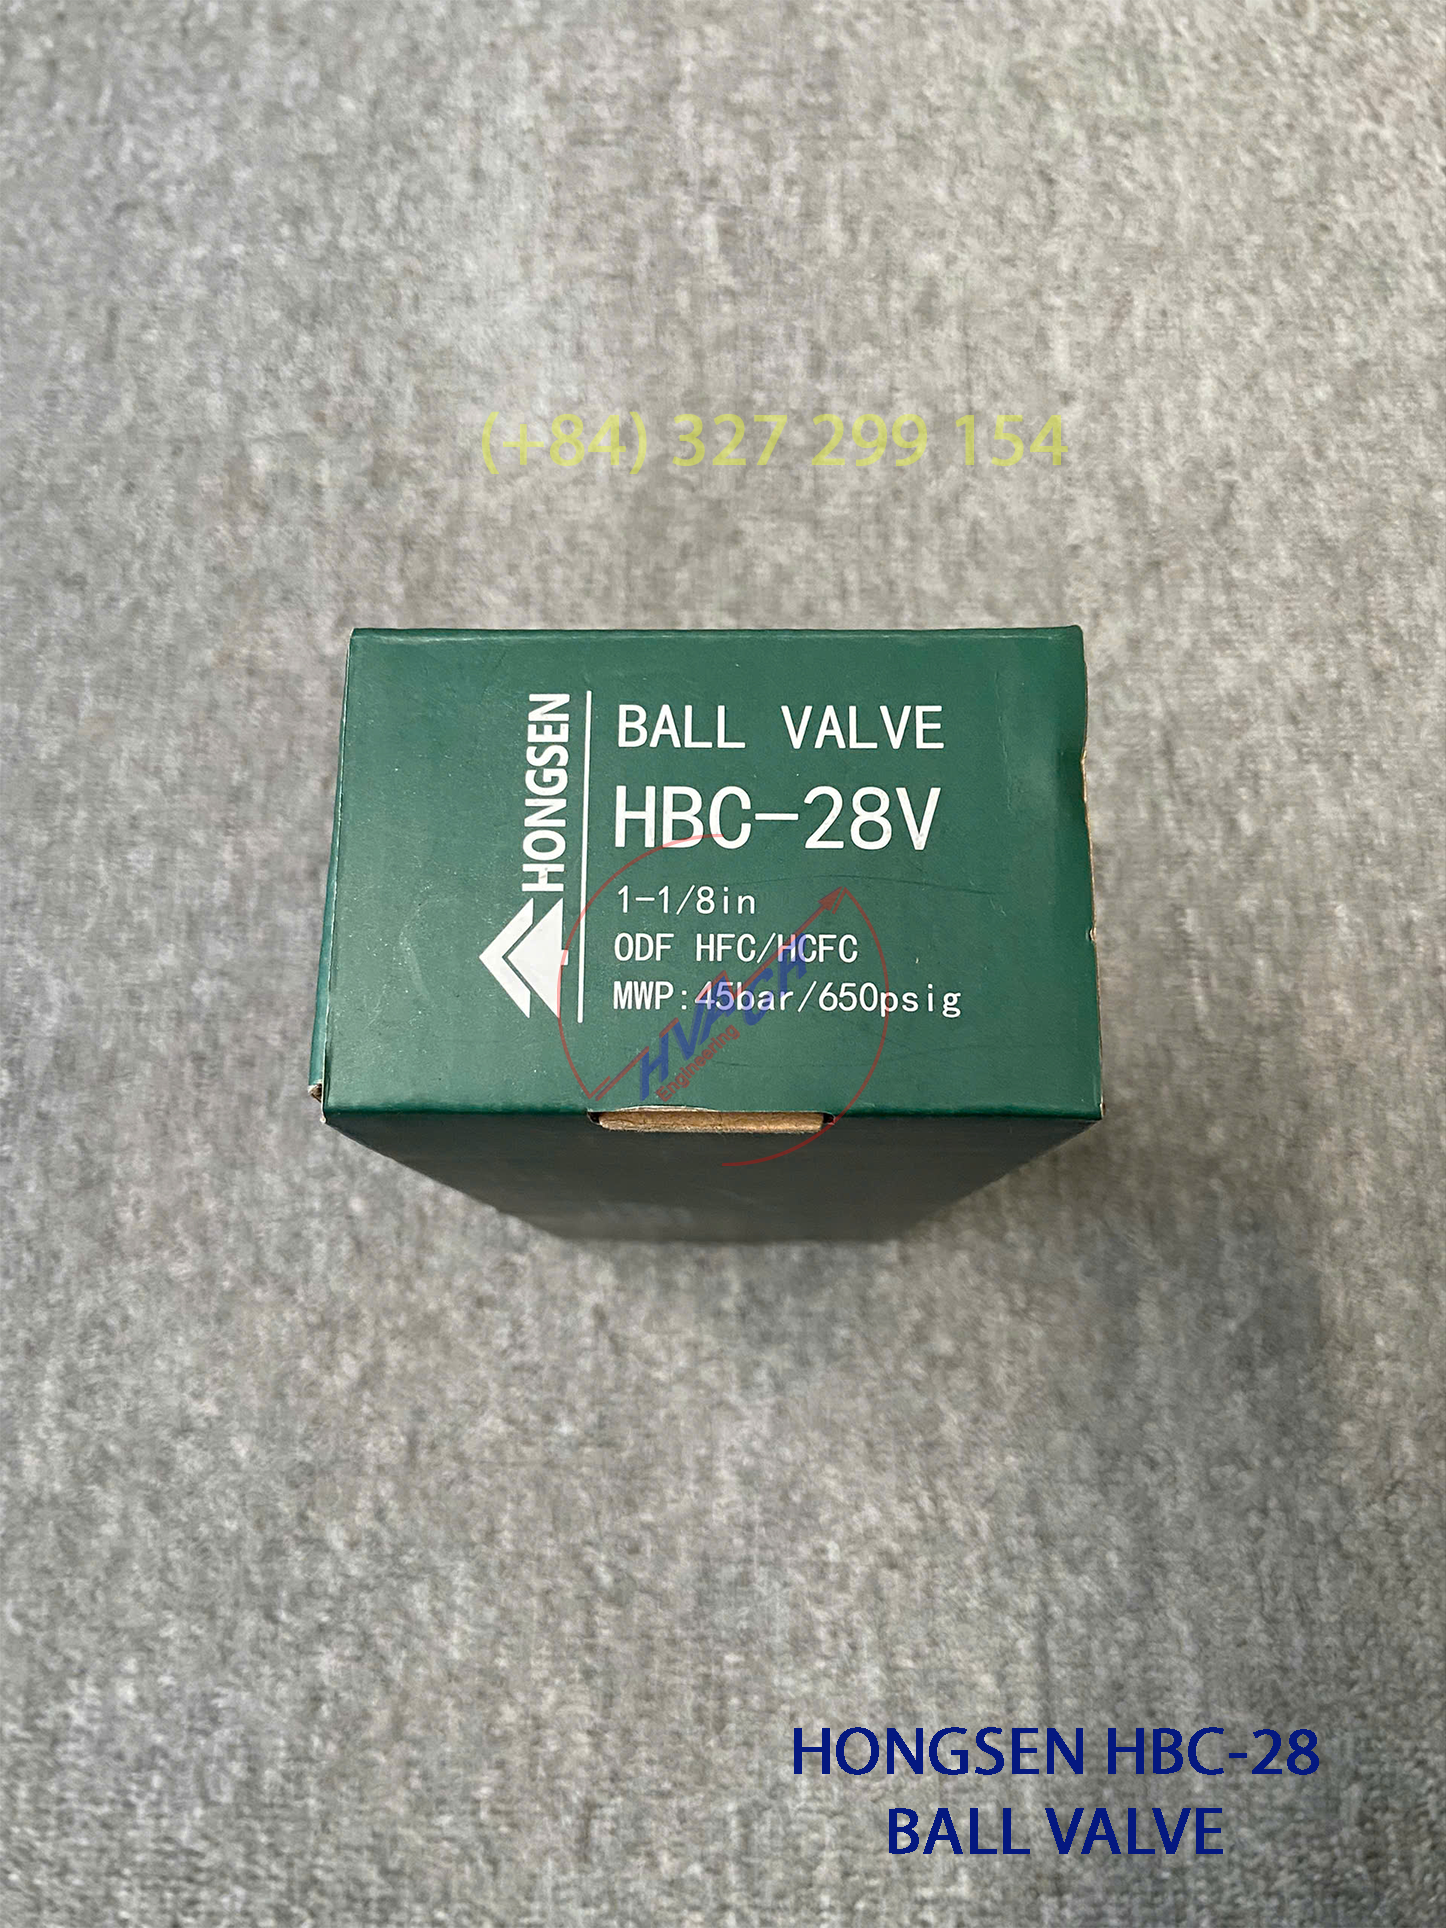 (+84) 327 299 154
HONGSEN
BALL VALVE
HBC-28V
1-1/8in
ODF HFC/HCFC
MWP:45bar/650psig
HVACH
Engineering
HONGSEN HBC-28
BALL VALVE